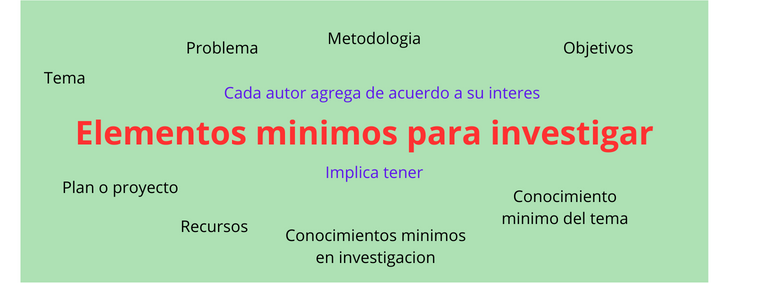 Metodologia
Problema
Objetivos
Tema
Cada autor agrega de acuerdo a su interes
Elementos minimos para investigar
Implica tener
Plan o proyecto
Conocimiento
minimo del tema
Recursos
Conocimientos minimos
en investigacion